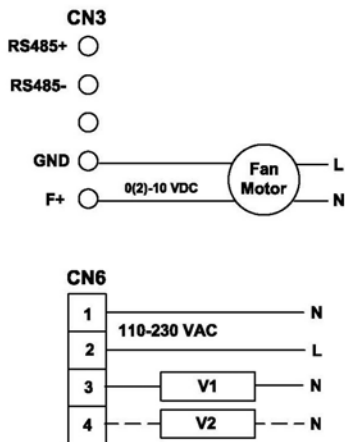 CN3
RS485+
RS485-
GND
F+
0(2)-10 VDC
Fan
Motor
L
N
CN6
1
N
110-230 VAC
2
L
3
V1
N
4
V2
N